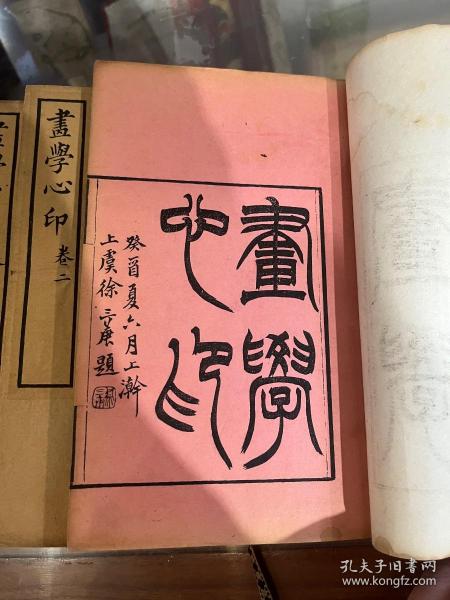 畫學
心印
癸酉夏六月上澣
上虞徐三庚題
畫學心印 卷二
孔夫子旧书网
www.kongfz.com